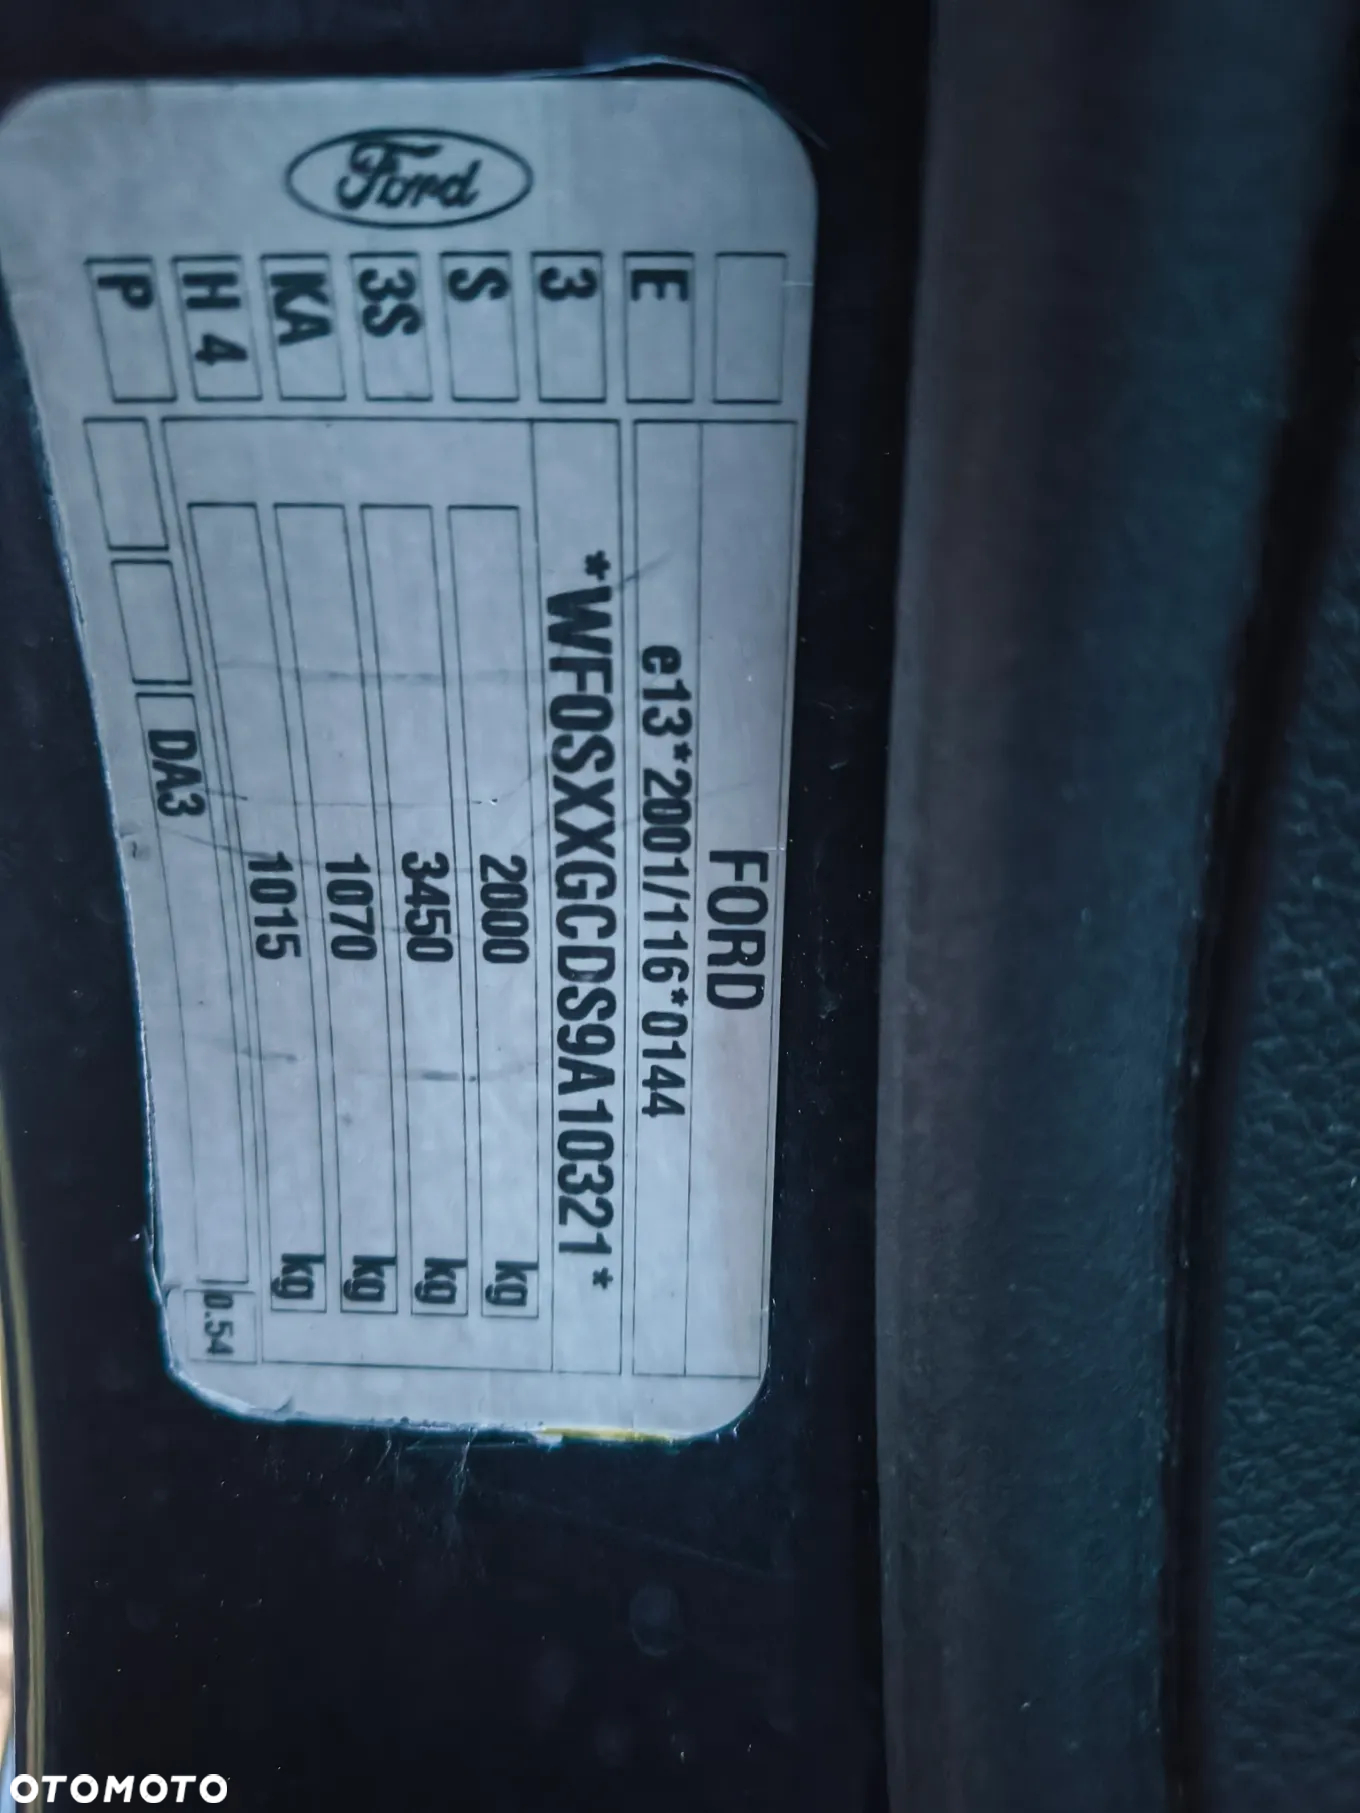 Ford
FORD
E
e13*2001/116*0144
3
*WF0SXXGCDS9A10321*
S
2000 kg
3S
3450 kg
KA
1070 kg
H 4
1015 kg
P
DA3
0.54
OTOMOTO